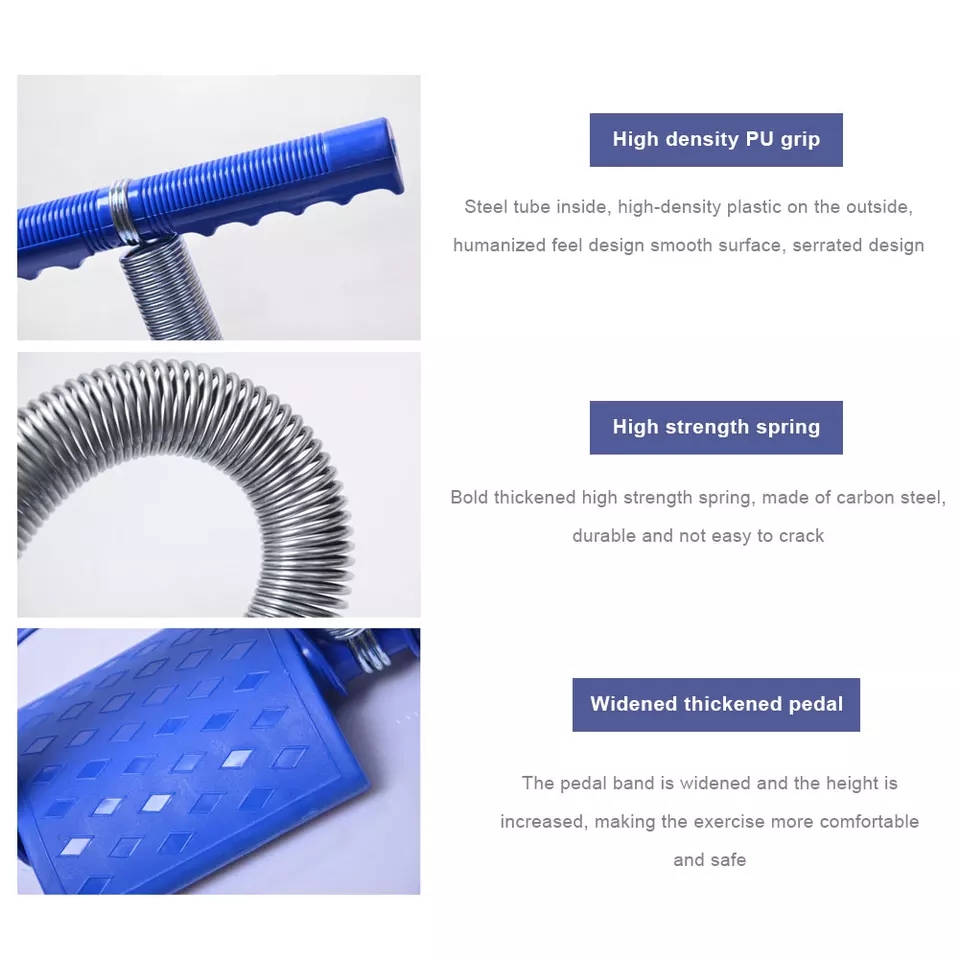 High density PU grip
Steel tube inside, high-density plastic on the outside,
humanized feel design smooth surface, serrated design
High strength spring
Bold thickened high strength spring, made of carbon steel,
durable and not easy to crack
Widened thickened pedal
The pedal band is widened and the height is
increased, making the exercise more comfortable
and safe